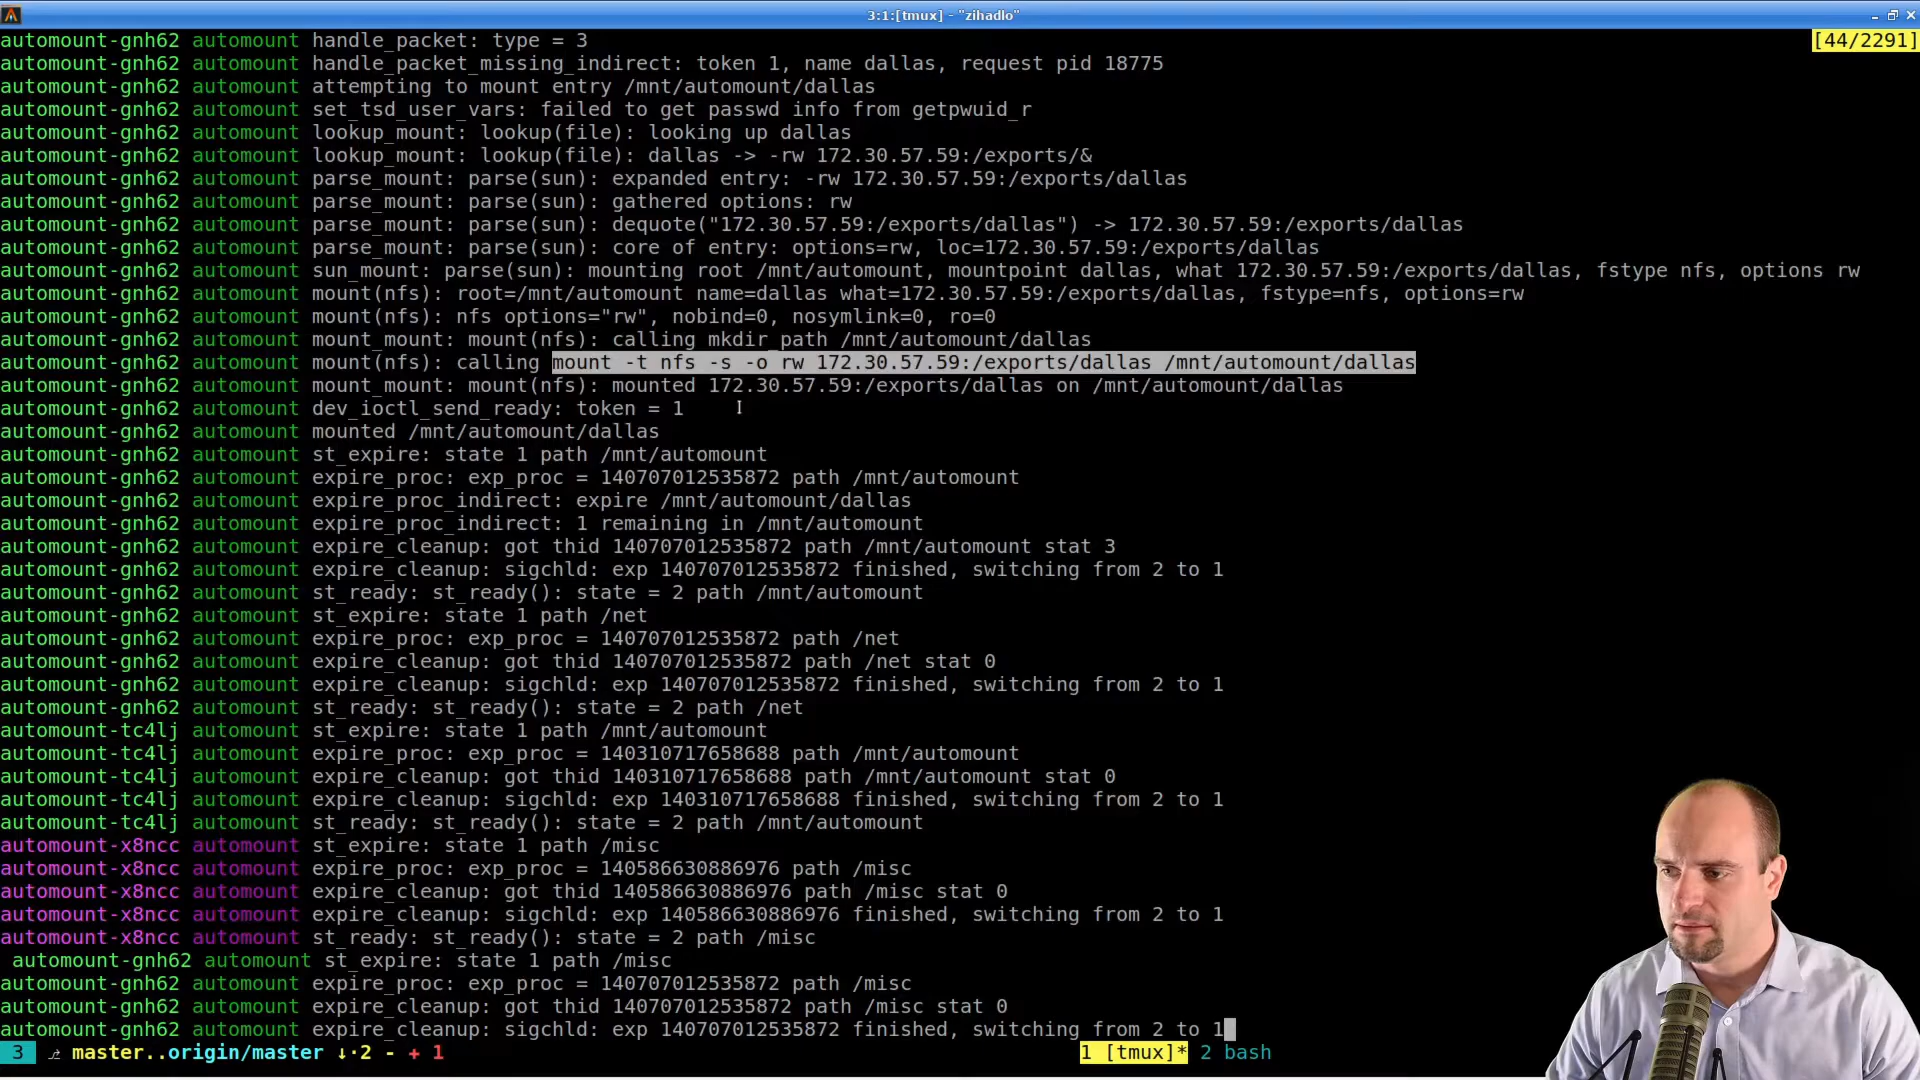 3:1:[tmux] - "zihadlo"
automount-gnh62 automount handle_packet: type = 3
[44/2291]
automount-gnh62 automount handle_packet_missing_indirect: token 1, name dallas, request pid 18775
automount-gnh62 automount attempting to mount entry /mnt/automount/dallas
automount-gnh62 automount set_tsd_user_vars: failed to get passwd info from getpwuid_r
automount-gnh62 automount lookup_mount: lookup(file): looking up dallas
automount-gnh62 automount lookup_mount: lookup(file): dallas -> -rw 172.30.57.59:/exports/&
automount-gnh62 automount parse_mount: parse(sun): expanded entry: -rw 172.30.57.59:/exports/dallas
automount-gnh62 automount parse_mount: parse(sun): gathered options: rw
automount-gnh62 automount parse_mount: parse(sun): dequote("172.30.57.59:/exports/dallas") -> 172.30.57.59:/exports/dallas
automount-gnh62 automount parse_mount: parse(sun): core of entry: options=rw, loc=172.30.57.59:/exports/dallas
automount-gnh62 automount sun_mount: parse(sun): mounting root /mnt/automount, mountpoint dallas, what 172.30.57.59:/exports/dallas, fstype nfs, options rw
automount-gnh62 automount mount(nfs): root=/mnt/automount name=dallas what=172.30.57.59:/exports/dallas, fstype=nfs, options=rw
automount-gnh62 automount mount(nfs): nfs options="rw", nobind=0, nosymlink=0, ro=0
automount-gnh62 automount mount_mount: mount(nfs): calling mkdir_path /mnt/automount/dallas
automount-gnh62 automount mount(nfs): calling mount -t nfs -s -o rw 172.30.57.59:/exports/dallas /mnt/automount/dallas
automount-gnh62 automount mount_mount: mount(nfs): mounted 172.30.57.59:/exports/dallas on /mnt/automount/dallas
automount-gnh62 automount dev_ioctl_send_ready: token = 1
automount-gnh62 automount mounted /mnt/automount/dallas
automount-gnh62 automount st_expire: state 1 path /mnt/automount
automount-gnh62 automount expire_proc: exp_proc = 140707012535872 path /mnt/automount
automount-gnh62 automount expire_proc_indirect: expire /mnt/automount/dallas
automount-gnh62 automount expire_proc_indirect: 1 remaining in /mnt/automount
automount-gnh62 automount expire_cleanup: got thid 140707012535872 path /mnt/automount stat 3
automount-gnh62 automount expire_cleanup: sigchld: exp 140707012535872 finished, switching from 2 to 1
automount-gnh62 automount st_ready: st_ready(): state = 2 path /mnt/automount
automount-gnh62 automount st_expire: state 1 path /net
automount-gnh62 automount expire_proc: exp_proc = 140707012535872 path /net
automount-gnh62 automount expire_cleanup: got thid 140707012535872 path /net stat 0
automount-gnh62 automount expire_cleanup: sigchld: exp 140707012535872 finished, switching from 2 to 1
automount-gnh62 automount st_ready: st_ready(): state = 2 path /net
automount-tc4lj automount st_expire: state 1 path /mnt/automount
automount-tc4lj automount expire_proc: exp_proc = 140310717658688 path /mnt/automount
automount-tc4lj automount expire_cleanup: got thid 140310717658688 path /mnt/automount stat 0
automount-tc4lj automount expire_cleanup: sigchld: exp 140310717658688 finished, switching from 2 to 1
automount-tc4lj automount st_ready: st_ready(): state = 2 path /mnt/automount
automount-x8ncc automount st_expire: state 1 path /misc
automount-x8ncc automount expire_proc: exp_proc = 140586630886976 path /misc
automount-x8ncc automount expire_cleanup: got thid 140586630886976 path /misc stat 0
automount-x8ncc automount expire_cleanup: sigchld: exp 140586630886976 finished, switching from 2 to 1
automount-x8ncc automount st_ready: st_ready(): state = 2 path /misc
automount-gnh62 automount st_expire: state 1 path /misc
automount-gnh62 automount expire_proc: exp_proc = 140707012535872 path /misc
automount-gnh62 automount expire_cleanup: got thid 140707012535872 path /misc stat 0
automount-gnh62 automount expire_cleanup: sigchld: exp 140707012535872 finished, switching from 2 to 1
3 ⎇ master..origin/master ↓·2 - + 1 1 [tmux]* 2 bash